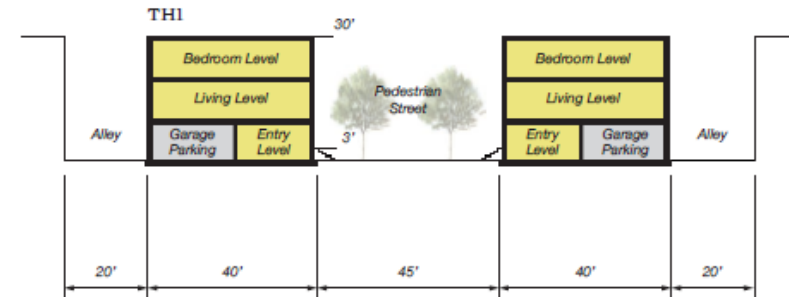 TH1
30'
Bedroom Level
Bedroom Level
Living Level
Pedestrian
Street
Living Level
Alley
Garage
Parking
Entry
Level
3'
Entry
Level
Garage
Parking
Alley
20'
40'
45'
40'
20'